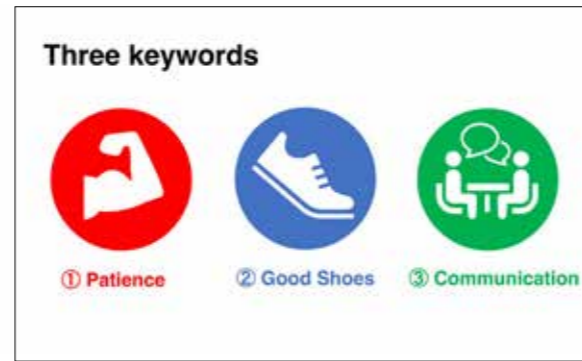 Three keywords
① Patience
② Good Shoes
③ Communication